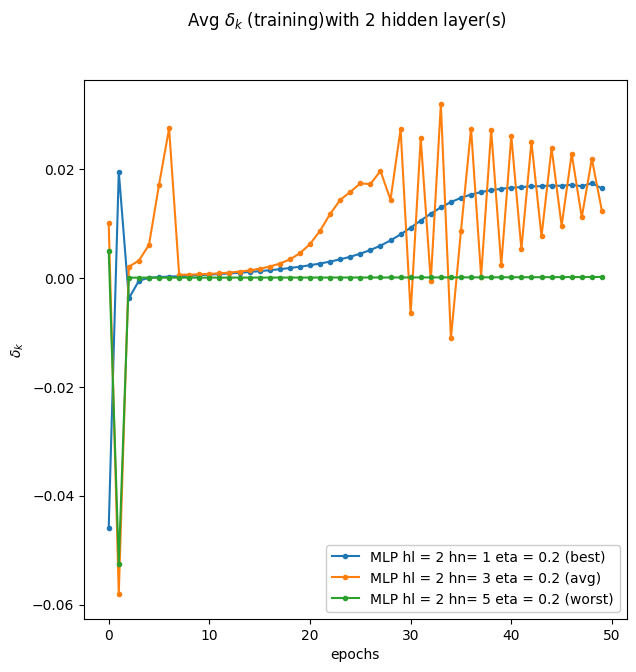 Avg δₖ (training)with 2 hidden layer(s)
0.02
0.00
−0.02
−0.04
−0.06
δₖ
0 10 20 30 40 50
epochs
MLP hl = 2 hn= 1 eta = 0.2 (best)
MLP hl = 2 hn= 3 eta = 0.2 (avg)
MLP hl = 2 hn= 5 eta = 0.2 (worst)